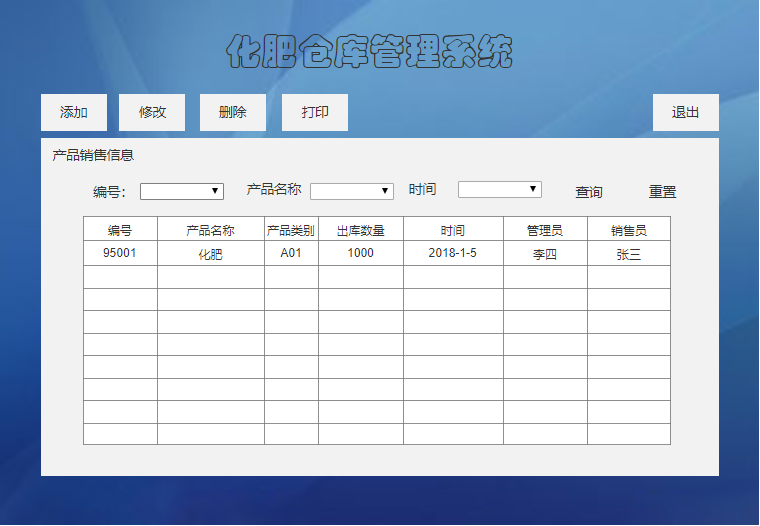 化肥仓库管理系统
添加 修改 删除 打印 退出
产品销售信息
编号： 产品名称 时间 查询 重置
编号 产品名称 产品类别 出库数量 时间 管理员 销售员
95001 化肥 A01 1000 2018-1-5 李四 张三